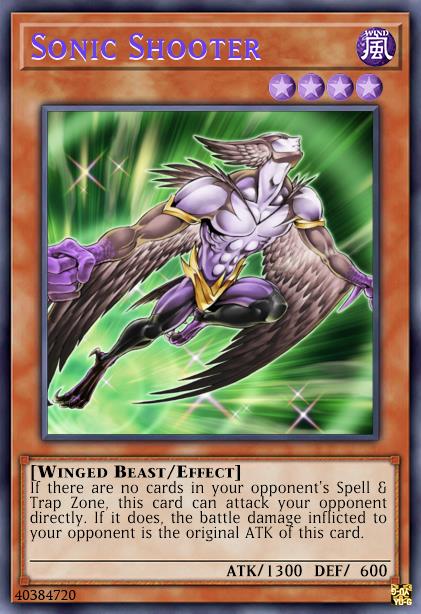 Sonic Shooter
WIND
風
[Winged Beast/Effect]
If there are no cards in your opponent's Spell &
Trap Zone, this card can attack your opponent
directly. If it does, the battle damage inflicted to
your opponent is the original ATK of this card.
ATK/1300 DEF/ 600
40384720